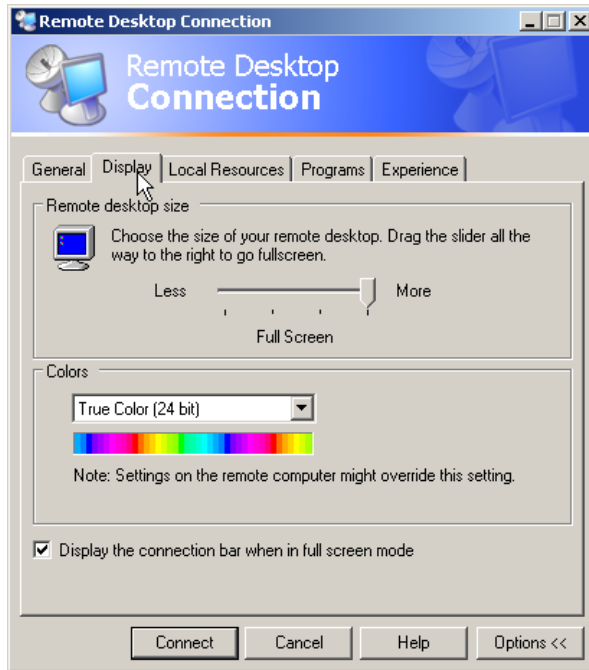 Remote Desktop Connection
Remote Desktop
Connection
General Display Local Resources Programs Experience
Remote desktop size
Choose the size of your remote desktop. Drag the slider all the
way to the right to go fullscreen.
Less More
Full Screen
Colors
True Color (24 bit)
Note: Settings on the remote computer might override this setting.
Display the connection bar when in full screen mode
Connect Cancel Help Options <<